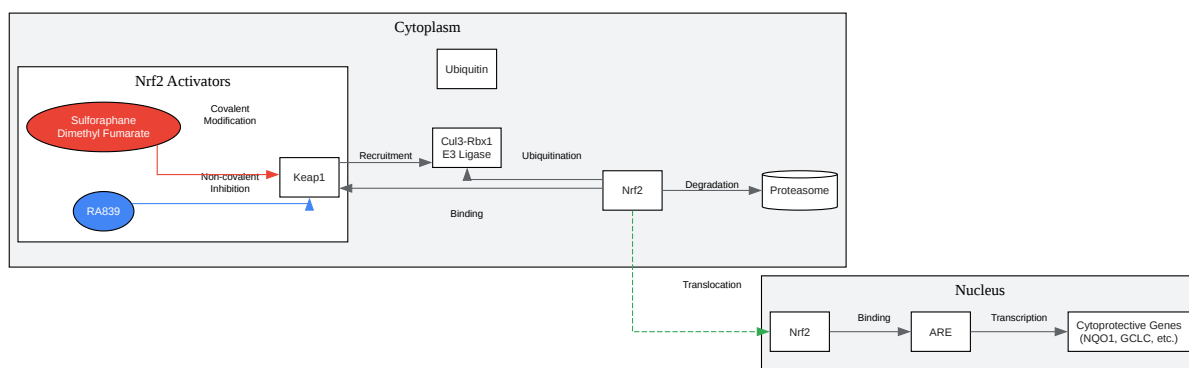 Cytoplasm
Ubiquitin
Nrf2 Activators
Sulforaphane
Dimethyl Fumarate
Covalent
Modification
Non-covalent
Inhibition
RA839
Keap1
Recruitment
Cul3-Rbx1
E3 Ligase
Ubiquitination
Binding
Nrf2
Degradation
Proteasome
Translocation
Nucleus
Nrf2
Binding
ARE
Transcription
Cytoprotective Genes
(NQO1, GCLC, etc.)